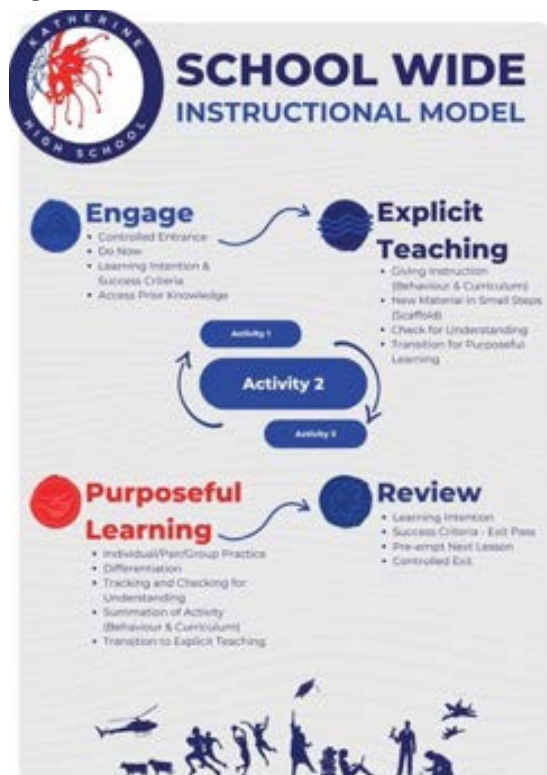 KATHERINE
HIGH SCHOOL
SCHOOL WIDE
INSTRUCTIONAL MODEL
Engage
• Controlled Entrance
• Do Now
• Learning Intention &
Success Criteria
• Access Prior Knowledge
Explicit
Teaching
• Giving Instruction
(Behaviour & Curriculum)
• New Material in Small Steps
(Scaffold)
• Check for Understanding
• Transition for Purposeful
Learning
Activity 1
Activity 2
Activity 3
Purposeful
Learning
• Individual/Pair/Group Practice
• Differentiation
• Tracking and Checking for
Understanding
• Summation of Activity
(Behaviour & Curriculum)
• Transition to Explicit Teaching
Review
• Learning Intention
• Success Criteria - Exit Pass
• Pre-empt Next Lesson
• Controlled Exit